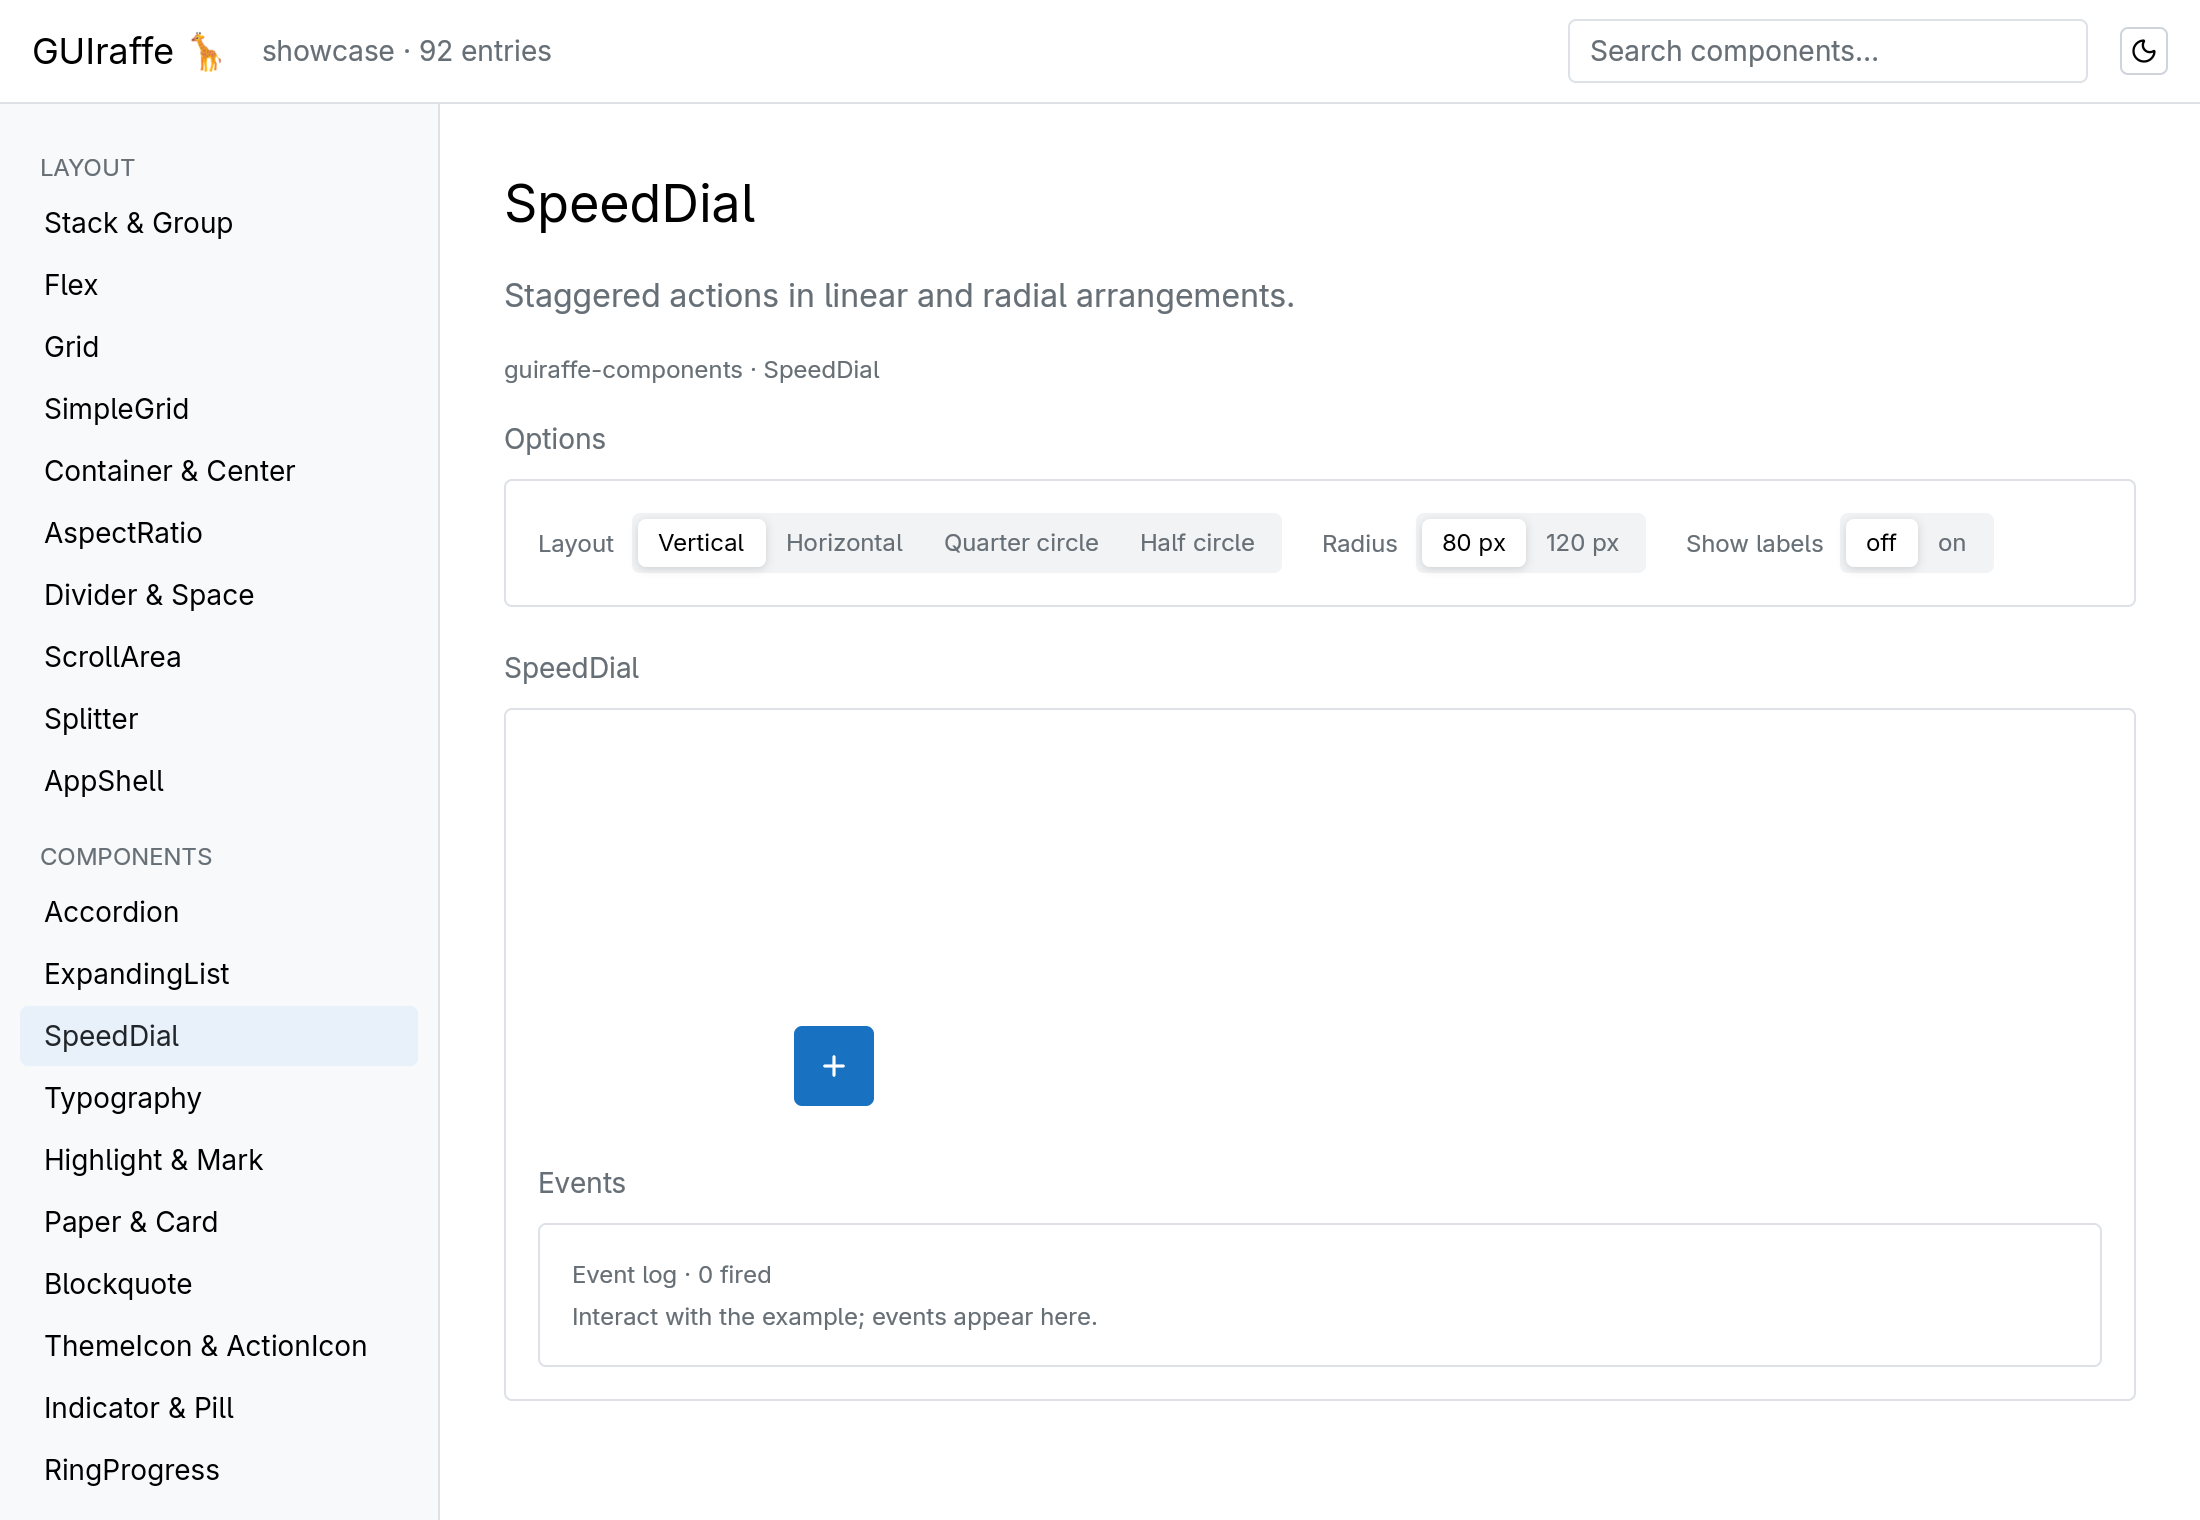 GUIraffe 🦒 showcase · 92 entries Search components...
LAYOUT
Stack & Group
Flex
Grid
SimpleGrid
Container & Center
AspectRatio
Divider & Space
ScrollArea
Splitter
AppShell
COMPONENTS
Accordion
ExpandingList
SpeedDial
Typography
Highlight & Mark
Paper & Card
Blockquote
ThemeIcon & ActionIcon
Indicator & Pill
RingProgress
SpeedDial
Staggered actions in linear and radial arrangements.
guiraffe-components · SpeedDial
Options
Layout Vertical Horizontal Quarter circle Half circle Radius 80 px 120 px Show labels off on
SpeedDial
Events
Event log · 0 fired
Interact with the example; events appear here.